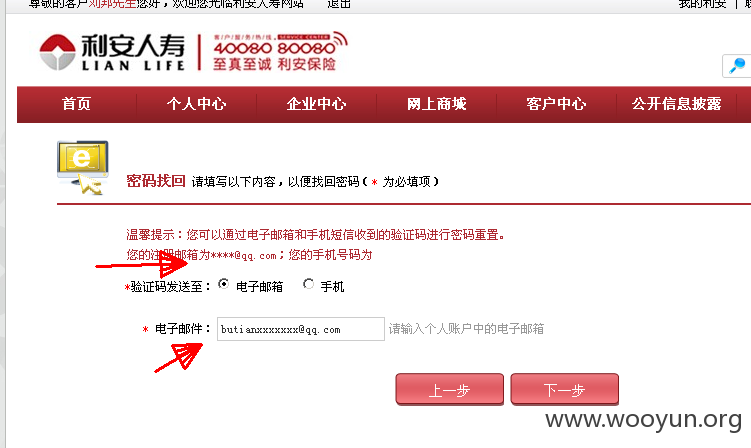 尊敬的客户刘邦先生您好，欢迎您光临利安人寿网站 退出 我的利安 |
利安人寿
LIAN LIFE
客户服务热线 SERVICE CENTER
40080 80080
至真至诚 利安保险
首页 个人中心 企业中心 网上商城 客户中心 公开信息披露
密码找回 请填写以下内容，以便找回密码（* 为必填项）
温馨提示：您可以通过电子邮箱和手机短信收到的验证码进行密码重置。
您的注册邮箱为****@qq.com；您的手机号码为
*验证码发送至： 电子邮箱 手机
* 电子邮件： butianxxxxxxx@qq.com 请输入个人账户中的电子邮箱
上一步 下一步
www.wooyun.org